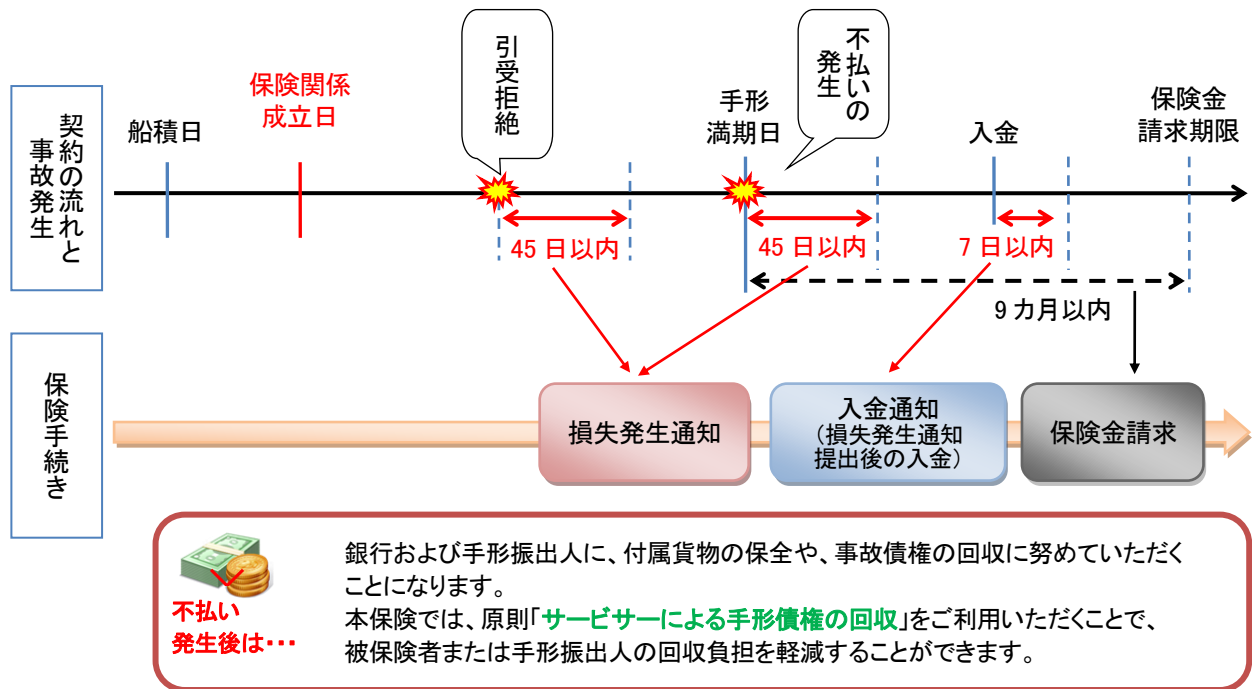 契約の流れと
事故発生
船積日
保険関係
成立日
引受拒絶
手形
満期日
不払いの
発生
入金
保険金
請求期限
45 日以内
45 日以内
7 日以内
9 カ月以内
保険手続き
損失発生通知
入金通知
（損失発生通知
提出後の入金）
保険金請求
不払い
発生後は・・・
銀行および手形振出人に、付属貨物の保全や、事故債権の回収に努めていただく
ことになります。
本保険では、原則「サービサーによる手形債権の回収」をご利用いただくことで、
被保険者または手形振出人の回収負担を軽減することができます。